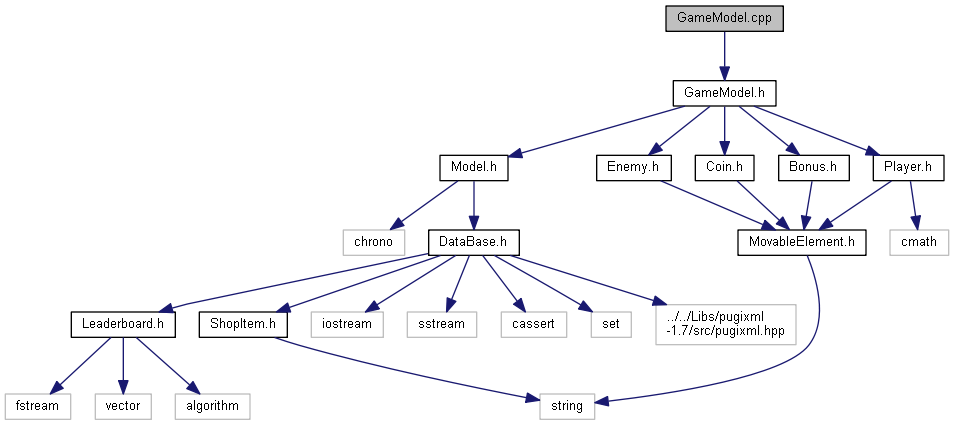 GameModel.cpp
GameModel.h
Model.h
Enemy.h
Coin.h
Bonus.h
Player.h
chrono
DataBase.h
MovableElement.h
cmath
Leaderboard.h
ShopItem.h
iostream
sstream
cassert
set
../../Libs/pugixml
-1.7/src/pugixml.hpp
fstream
vector
algorithm
string